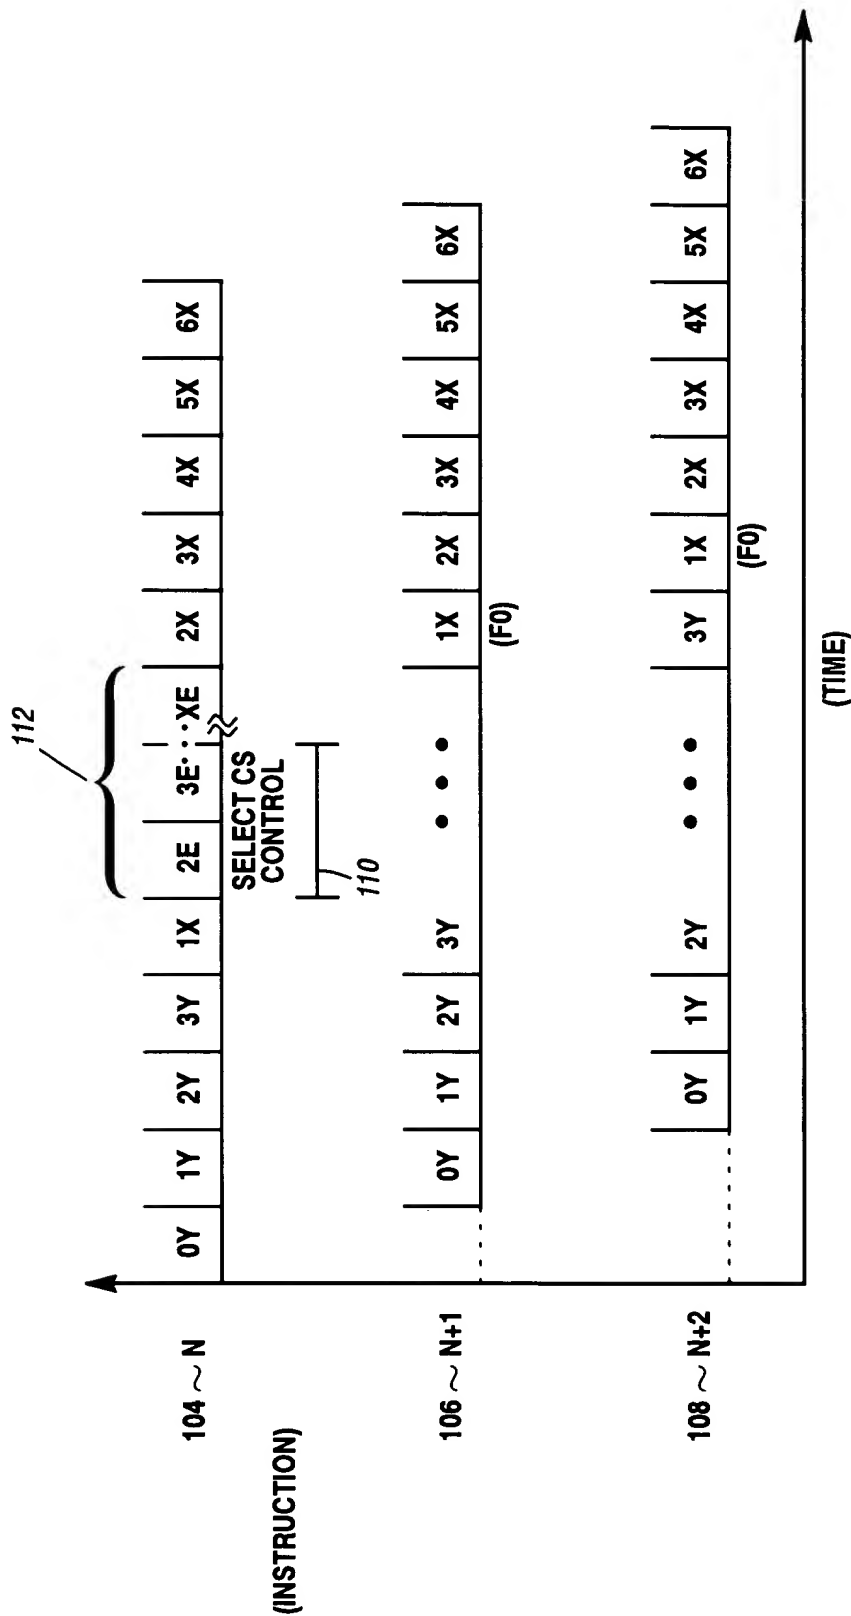 112
0Y 1Y 2Y 3Y 1X 2E 3E···XE 2X 3X 4X 5X 6X
104 ~ N
SELECT CS
CONTROL
(INSTRUCTION)
110
0Y 1Y 2Y 3Y ••• 1X 2X 3X 4X 5X 6X
106 ~ N+1
(F0)
0Y 1Y 2Y ••• 3Y 1X 2X 3X 4X 5X 6X
108 ~ N+2
(F0)
(TIME)